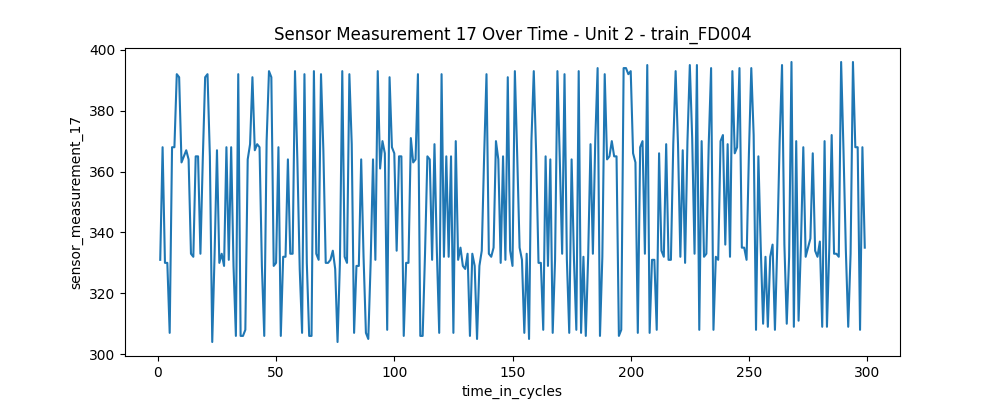 Sensor Measurement 17 Over Time - Unit 2 - train_FD004
400
380
360
340
320
300
sensor_measurement_17
0 50 100 150 200 250 300
time_in_cycles